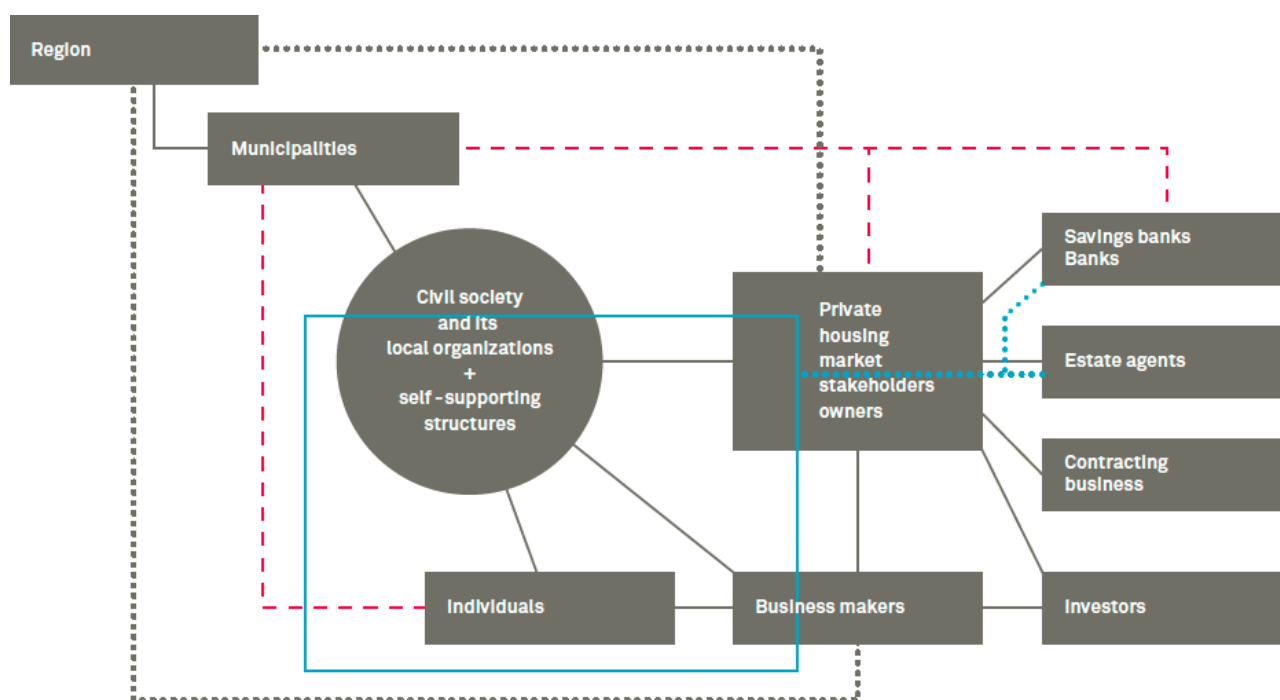 Region
Municipalities
Savings banks
Banks
Civil society
and its
local organizations
+
self-supporting
structures
Private
housing
market
stakeholders
owners
Estate agents
Contracting
business
Individuals
Business makers
Investors